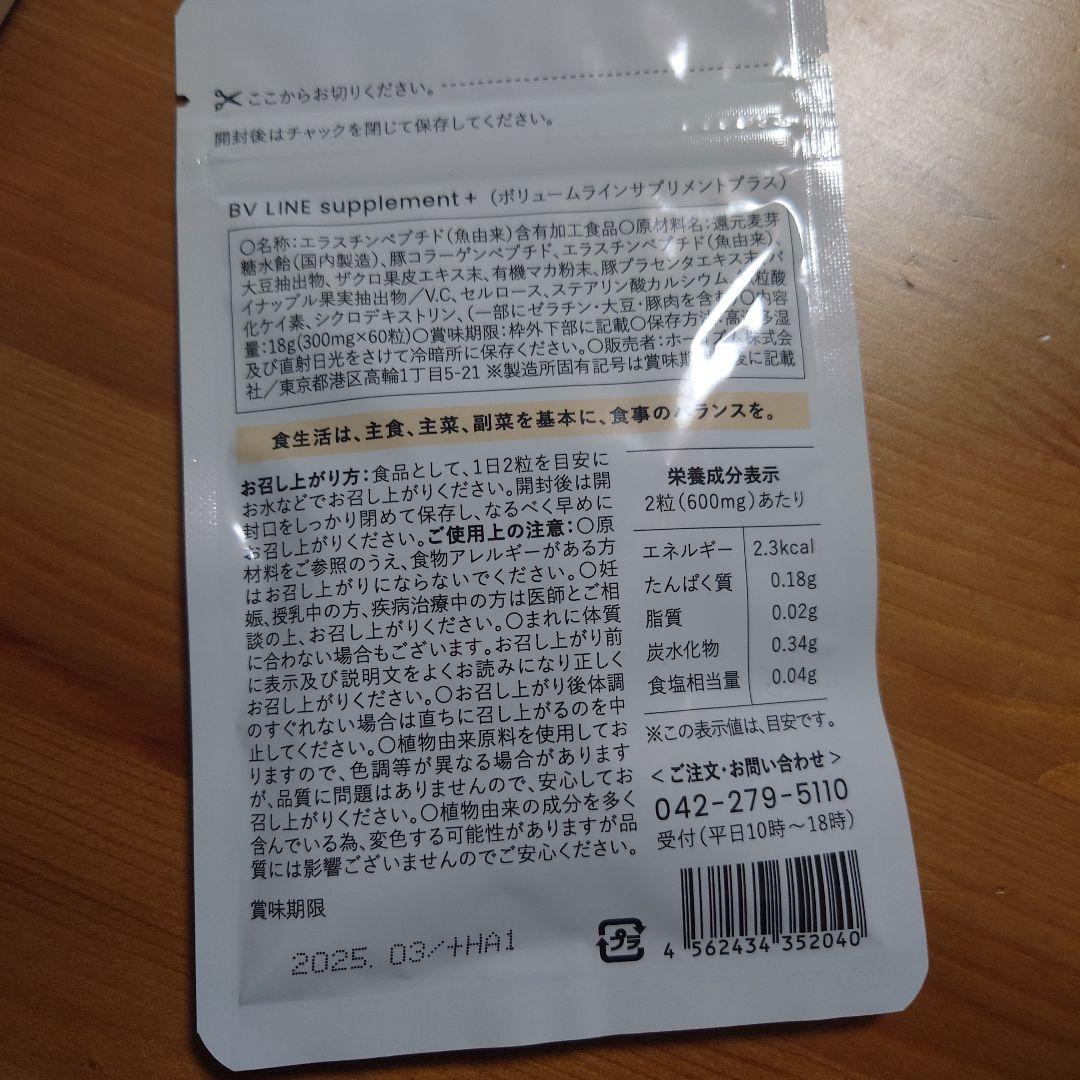 ここからお切りください。
開封後はチャックを閉じて保存してください。
BV LINE supplement+（ボリュームラインサプリメントプラス）
○名称：エラスチンペプチド（魚由来）含有加工食品○原材料名：還元麦芽
糖水飴（国内製造）、豚コラーゲンペプチド、エラスチンペプチド（魚由来）、
大豆抽出物、ザクロ果皮エキス末、有機マカ粉末、豚プラセンタエキス末、パ
イナップル果実抽出物／V.C、セルロース、ステアリン酸カルシウム、 粒酸
化ケイ素、シクロデキストリン、（一部にゼラチン・大豆・豚肉を含む）○内容
量：18g（300mg×60粒）○賞味期限：枠外下部に記載○保存方法：高温多湿
及び直射日光をさけて冷暗所に保存ください。○販売者： 株式会
社／東京都港区高輪1丁目5-21 ※製造所固有記号は賞味期 後に記載
食生活は、主食、主菜、副菜を基本に、食事のバランスを。
お召し上がり方：食品として、1日2粒を目安に
お水などでお召し上がりください。開封後は開
封口をしっかり閉めて保存し、なるべく早めに
お召し上がりください。ご使用上の注意：○原
材料をご参照のうえ、食物アレルギーがある方
はお召し上がりにならないでください。○妊
娠、授乳中の方、疾病治療中の方は医師とご相
談の上、お召し上がりください。○まれに体質
に合わない場合もございます。お召し上がり前
に表示及び説明文をよくお読みになり正しく
お召し上がりください。○お召し上がり後体調
のすぐれない場合は直ちに召し上がるのを中
止してください。○植物由来原料を使用してお
りますので、色調等が異なる場合があります
が、品質に問題はありませんので、安心してお
召し上がりください。○植物由来の成分を多く
含んでいる為、変色する可能性がありますが品
質には影響ございませんのでご安心ください。
栄養成分表示
2粒（600mg）あたり
エネルギー 2.3kcal
たんぱく質 0.18g
脂質 0.02g
炭水化物 0.34g
食塩相当量 0.04g
※この表示値は、目安です。
＜ご注文・お問い合わせ＞
042-279-5110
受付（平日10時〜18時）
賞味期限
2025. 03/+HA1
プラ
4 562434 352040